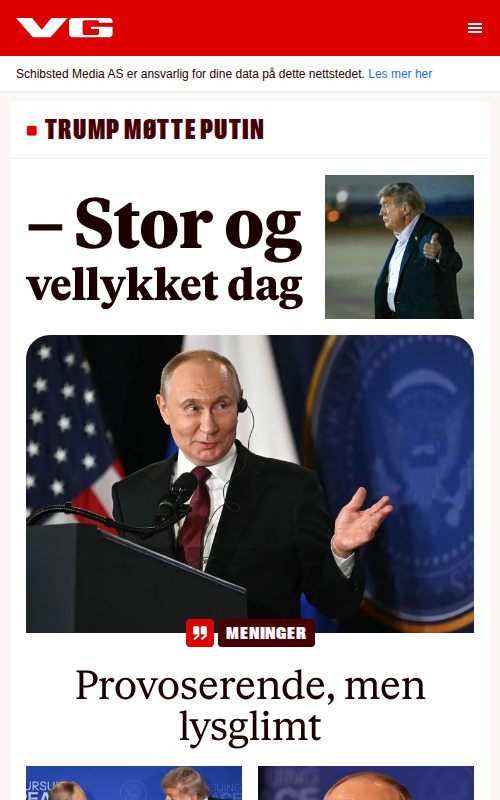 VG
Schibsted Media AS er ansvarlig for dine data på dette nettstedet. Les mer her
TRUMP MØTTE PUTIN
– Stor og
vellykket dag
MENINGER
Provoserende, men
lysglimt